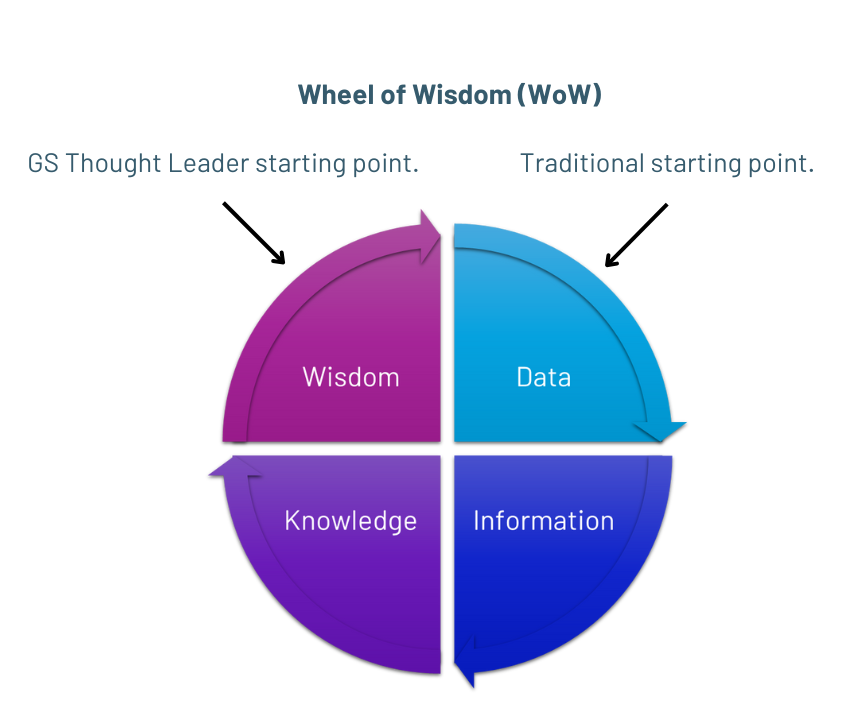 Wheel of Wisdom (WoW)
GS Thought Leader starting point.
Traditional starting point.
Wisdom
Data
Knowledge
Information